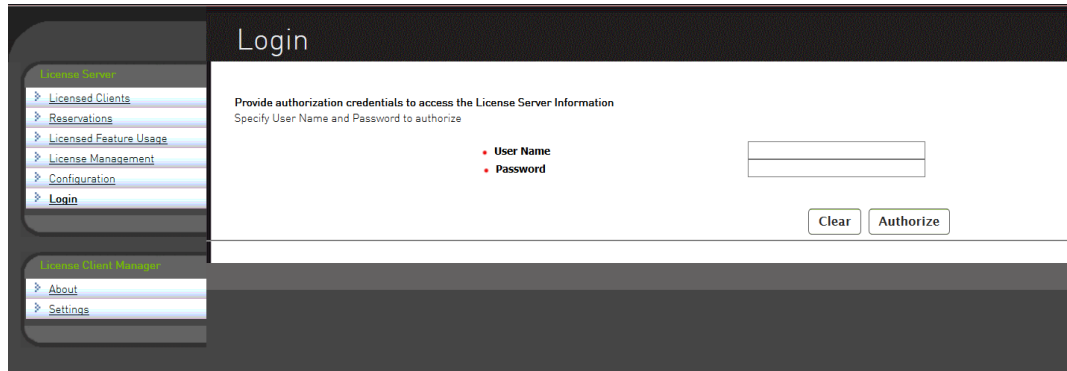 Login
License Server
Licensed Clients
Reservations
Licensed Feature Usage
License Management
Configuration
Login
Provide authorization credentials to access the License Server Information
Specify User Name and Password to authorize
User Name
Password
Clear Authorize
License Client Manager
About
Settings